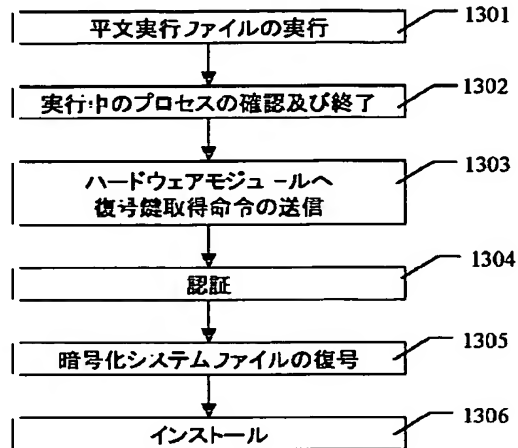 平文実行ファイルの実行
1301
実行中のプロセスの確認及び終了
1302
ハードウェアモジュールへ
復号鍵取得命令の送信
1303
認証
1304
暗号化システムファイルの復号
1305
インストール
1306